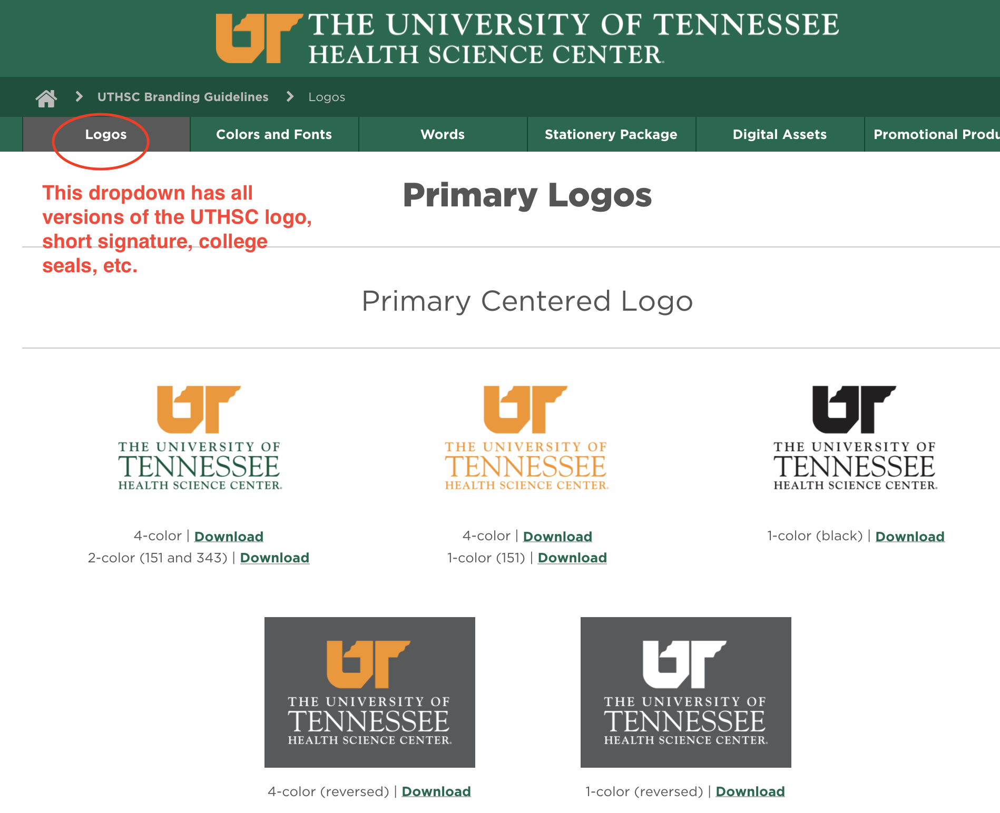 UT THE UNIVERSITY OF TENNESSEE
HEALTH SCIENCE CENTER.
UTHSC Branding Guidelines Logos
Logos Colors and Fonts Words Stationery Package Digital Assets Promotional Produ
This dropdown has all
versions of the UTHSC logo,
short signature, college
seals, etc.
Primary Logos
Primary Centered Logo
UT
THE UNIVERSITY OF
TENNESSEE
HEALTH SCIENCE CENTER.
4-color | Download
2-color (151 and 343) | Download
UT
THE UNIVERSITY OF
TENNESSEE
HEALTH SCIENCE CENTER.
4-color | Download
1-color (151) | Download
UT
THE UNIVERSITY OF
TENNESSEE
HEALTH SCIENCE CENTER.
1-color (black) | Download
UT
THE UNIVERSITY OF
TENNESSEE
HEALTH SCIENCE CENTER.
4-color (reversed) | Download
UT
THE UNIVERSITY OF
TENNESSEE
HEALTH SCIENCE CENTER.
1-color (reversed) | Download